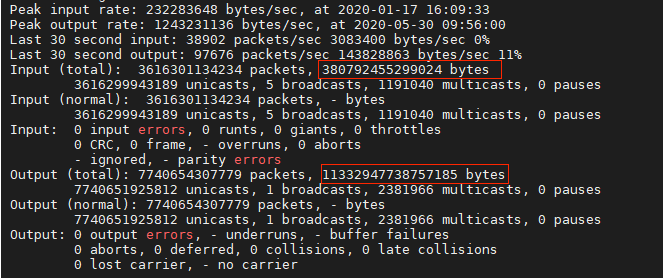 Peak input rate: 232283648 bytes/sec, at 2020-01-17 16:09:33
Peak output rate: 1243231136 bytes/sec, at 2020-05-30 09:56:00
Last 30 second input: 38902 packets/sec 3083400 bytes/sec 0%
Last 30 second output: 97676 packets/sec 143828863 bytes/sec 11%
Input (total):  3616301134234 packets, 380792455299024 bytes
3616299943189 unicasts, 5 broadcasts, 1191040 multicasts, 0 pauses
Input (normal):  3616301134234 packets, - bytes
3616299943189 unicasts, 5 broadcasts, 1191040 multicasts, 0 pauses
Input:  0 input errors, 0 runts, 0 giants, 0 throttles
0 CRC, 0 frame, - overruns, 0 aborts
- ignored, - parity errors
Output (total): 7740654307779 packets, 11332947738757185 bytes
7740651925812 unicasts, 1 broadcasts, 2381966 multicasts, 0 pauses
Output (normal): 7740654307779 packets, - bytes
7740651925812 unicasts, 1 broadcasts, 2381966 multicasts, 0 pauses
Output: 0 output errors, - underruns, - buffer failures
0 aborts, 0 deferred, 0 collisions, 0 late collisions
0 lost carrier, - no carrier